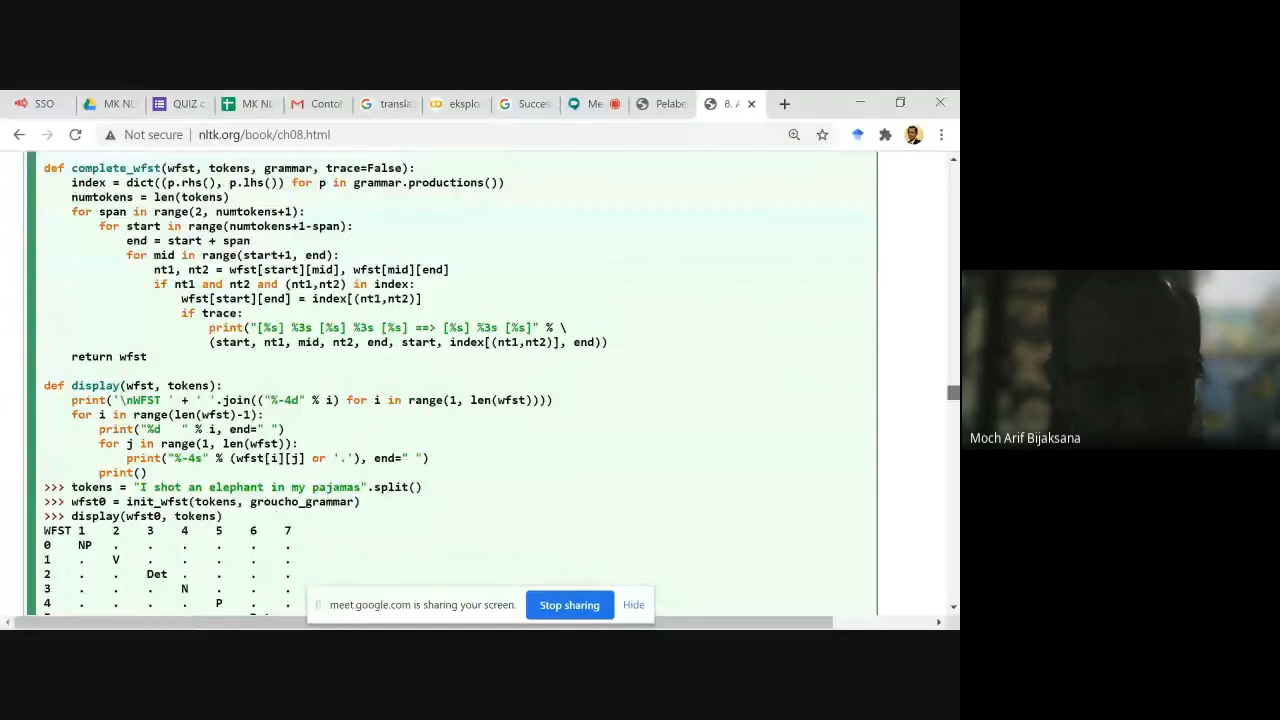 SSO
MK NL
QUIZ c
MK NL
Conto
transla
eksplo
Succes
Me
Pelabe
8. A
Not secure
nltk.org/book/ch08.html
def complete_wfst(wfst, tokens, grammar, trace=False):
index = dict((p.rhs(), p.lhs()) for p in grammar.productions())
numtokens = len(tokens)
for span in range(2, numtokens+1):
for start in range(numtokens+1-span):
end = start + span
for mid in range(start+1, end):
nt1, nt2 = wfst[start][mid], wfst[mid][end]
if nt1 and nt2 and (nt1,nt2) in index:
wfst[start][end] = index[(nt1,nt2)]
if trace:
print("[%s] %3s [%s] %3s [%s] ==> [%s] %3s [%s]" % \
(start, nt1, mid, nt2, end, start, index[(nt1,nt2)], end))
return wfst
def display(wfst, tokens):
print('\nWFST ' + ' '.join(("%-4d" % i) for i in range(1, len(wfst))))
for i in range(len(wfst)-1):
print("%d   " % i, end=" ")
for j in range(1, len(wfst)):
print("%-4s" % (wfst[i][j] or '.'), end=" ")
print()
>>> tokens = "I shot an elephant in my pajamas".split()
>>> wfst0 = init_wfst(tokens, groucho_grammar)
>>> display(wfst0, tokens)
WFST 1 2 3 4 5 6 7
0 NP . . . . . .
1 . V . . . . .
2 . . Det . . . .
3 . . . N . . .
4 . . . . P . .
meet.google.com is sharing your screen.
Stop sharing
Hide
Moch Arif Bijaksana